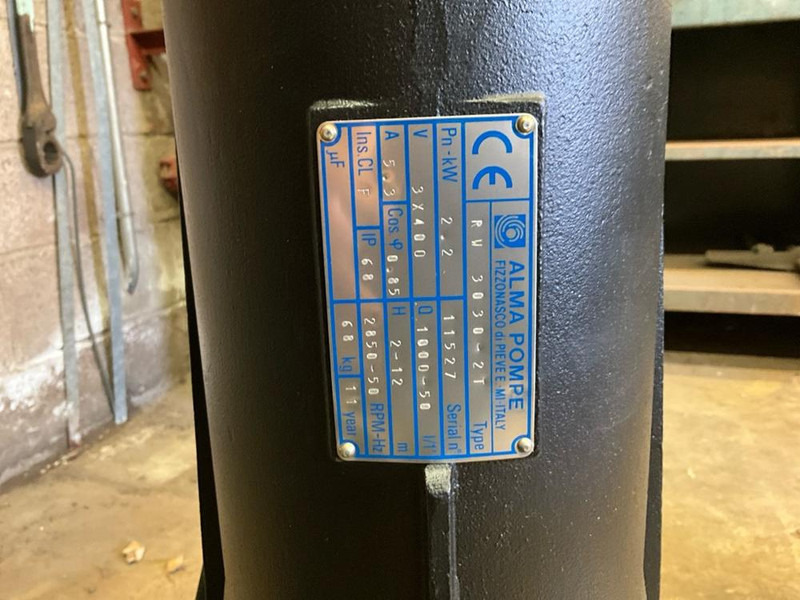 CE ALMA POMPE
FIZZONASCO di PIEVE E.-MI-ITALY
RW 3030-2T Type
Pn-kW 2,2 11527 Serial n°
V 3X400 Q 1000-50 l/1'
A 5,3 Cos φ 0,85 H 2-12 m
Ins.CL F IP 68 2850-50 RPM-Hz
μF 68 kg 11 year